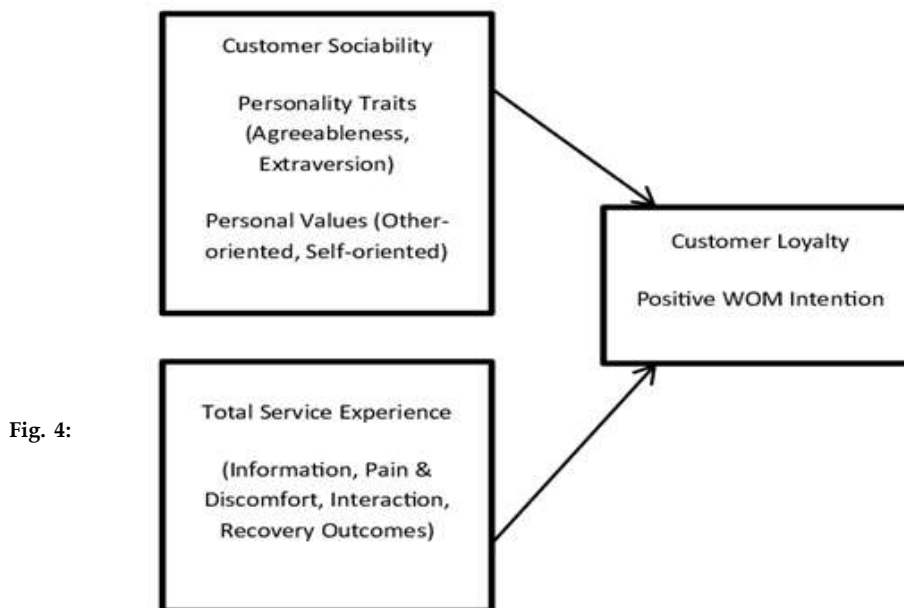 Customer Sociability
Personality Traits
(Agreeableness,
Extraversion)
Personal Values (Other-
oriented, Self-oriented)
Customer Loyalty
Positive WOM Intention
Fig. 4:
Total Service Experience
(Information, Pain &
Discomfort, Interaction,
Recovery Outcomes)